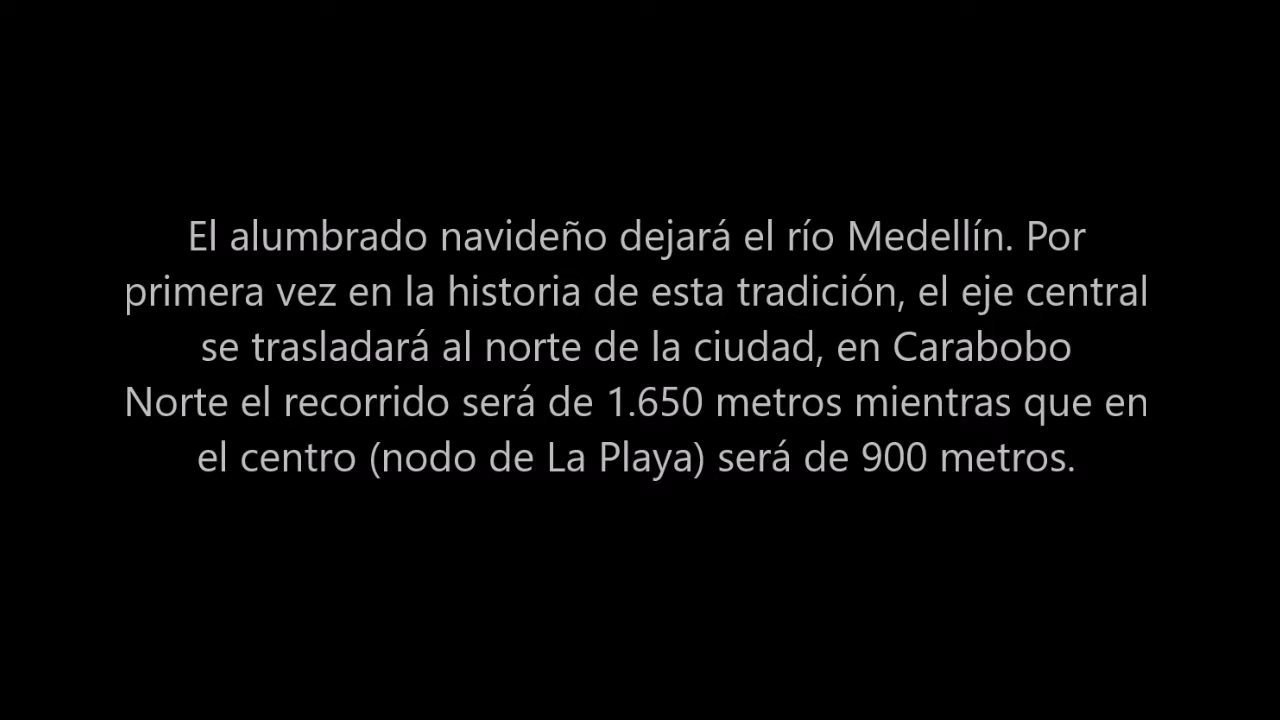 El alumbrado navideño dejará el río Medellín. Por
primera vez en la historia de esta tradición, el eje central
se trasladará al norte de la ciudad, en Carabobo
Norte el recorrido será de 1.650 metros mientras que en
el centro (nodo de La Playa) será de 900 metros.